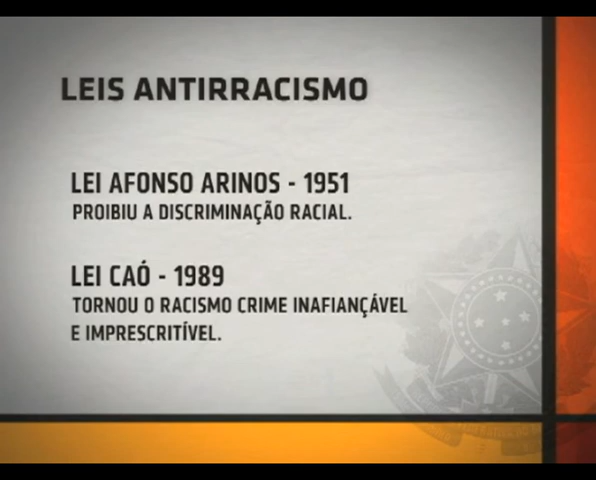 LEIS ANTIRRACISMO
LEI AFONSO ARINOS - 1951
PROIBIU A DISCRIMINAÇÃO RACIAL.
LEI CAÓ - 1989
TORNOU O RACISMO CRIME INAFIANÇÁVEL
E IMPRESCRITÍVEL.